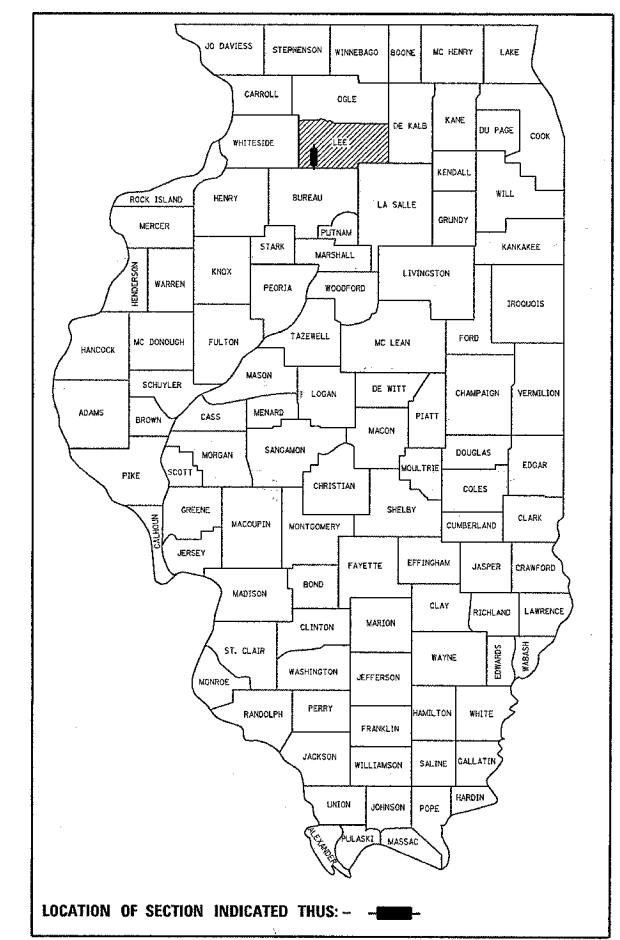 JO DAVIESS STEPHENSON WINNEBAGO BOONE MC HENRY LAKE
CARROLL OGLE
DE KALB KANE DU PAGE COOK
WHITESIDE LEE
KENDALL WILL
ROCK ISLAND HENRY BUREAU LA SALLE
GRUNDY
MERCER PUTNAM KANKAKEE
STARK MARSHALL
HENDERSON WARREN KNOX PEORIA WOODFORD LIVINGSTON IROQUOIS
HANCOCK MC DONOUGH FULTON TAZEWELL MC LEAN FORD
MASON
SCHUYLER LOGAN DE WITT CHAMPAIGN VERMILION
ADAMS BROWN CASS MENARD PIATT
MACON
MORGAN SANGAMON DOUGLAS EDGAR
PIKE SCOTT MOULTRIE
CHRISTIAN COLES
GREENE SHELBY
CALHOUN MACOUPIN MONTGOMERY CUMBERLAND CLARK
JERSEY
FAYETTE EFFINGHAM JASPER CRAWFORD
MADISON BOND
CLAY RICHLAND LAWRENCE
CLINTON MARION
ST. CLAIR WAYNE EDWARDS WABASH
WASHINGTON JEFFERSON
MONROE
RANDOLPH PERRY HAMILTON WHITE
FRANKLIN
JACKSON WILLIAMSON SALINE GALLATIN
UNION JOHNSON POPE HARDIN
ALEXANDER PULASKI MASSAC
LOCATION OF SECTION INDICATED THUS: -